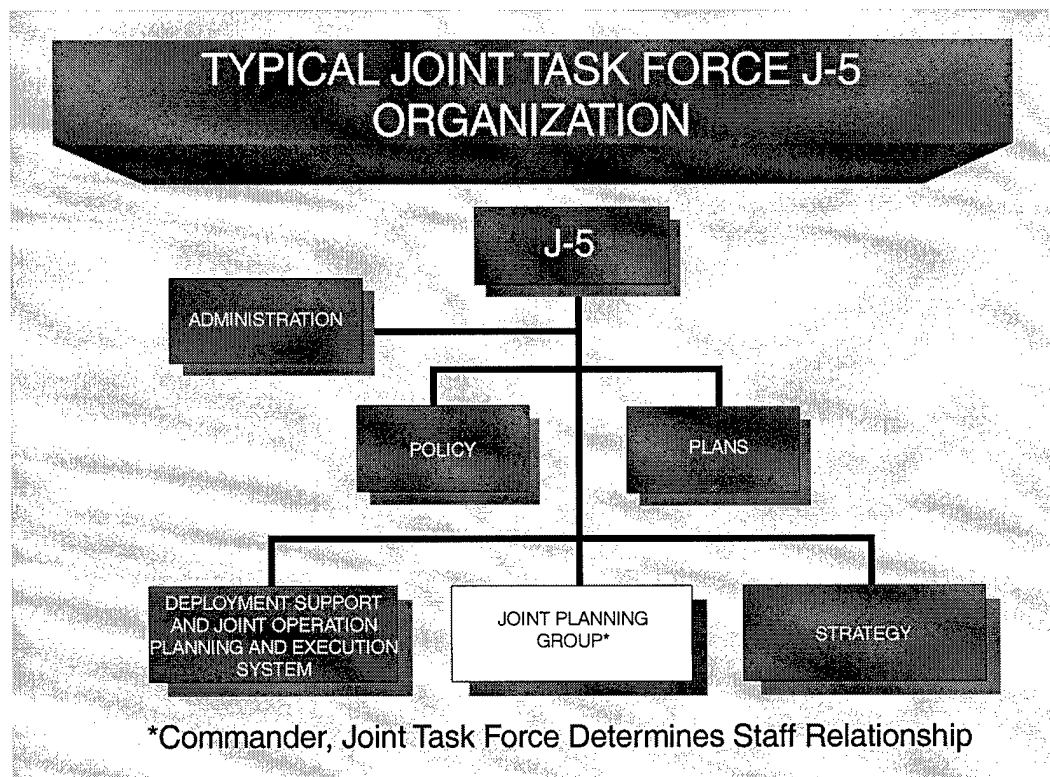 TYPICAL JOINT TASK FORCE J-5
ORGANIZATION
J-5
ADMINISTRATION
POLICY
PLANS
DEPLOYMENT SUPPORT
AND JOINT OPERATION
PLANNING AND EXECUTION
SYSTEM
JOINT PLANNING
GROUP*
STRATEGY
*Commander, Joint Task Force Determines Staff Relationship